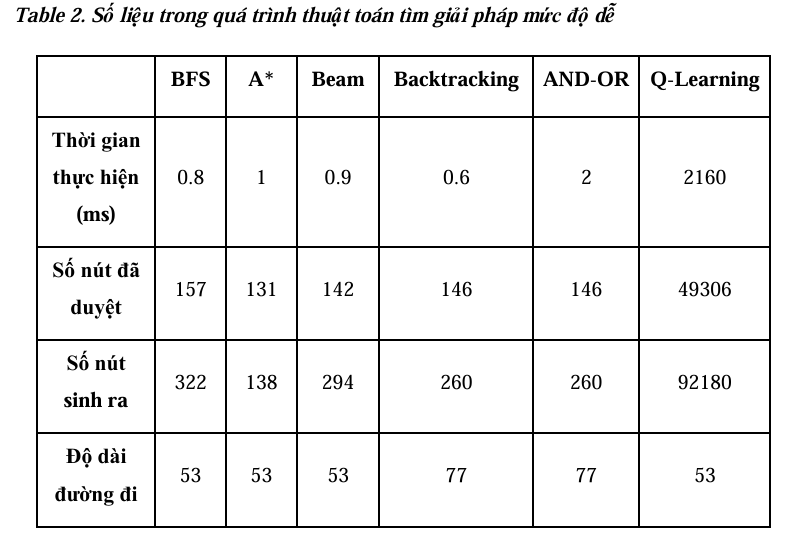 Table 2. Số liệu trong quá trình thuật toán tìm giải pháp mức độ dễ
BFS A* Beam Backtracking AND-OR Q-Learning
Thời gian
thực hiện
(ms)
0.8 1 0.9 0.6 2 2160
Số nút đã
duyệt
157 131 142 146 146 49306
Số nút
sinh ra
322 138 294 260 260 92180
Độ dài
đường đi
53 53 53 77 77 53